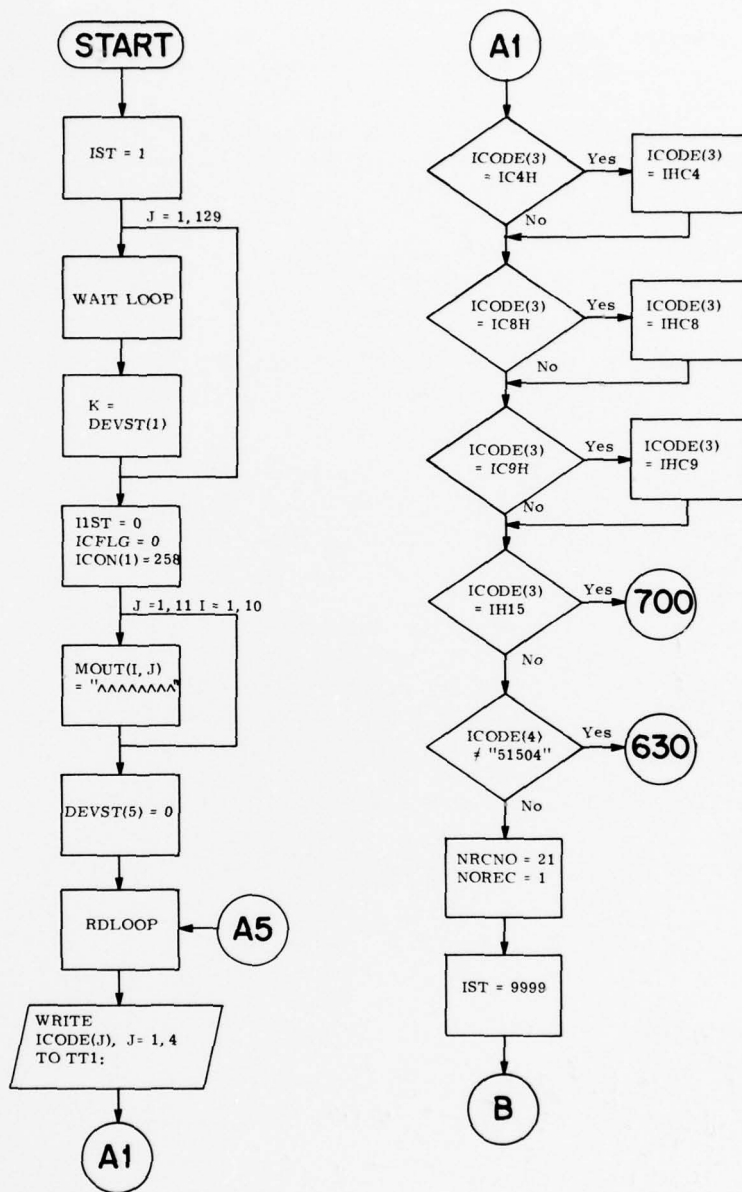 START
IST = 1
J = 1, 129
WAIT LOOP
K =
DEVST(1)
I1ST = 0
ICFLG = 0
ICON(1) = 258
J =1, 11 I = 1, 10
MOUT(I, J)
= "^^^^^^^^"
DEVST(5) = 0
RDLOOP
A5
WRITE
ICODE(J), J= 1, 4
TO TT1:
A1
A1
ICODE(3)
= IC4H
Yes
ICODE(3)
= IHC4
No
ICODE(3)
= IC8H
Yes
ICODE(3)
= IHC8
No
ICODE(3)
= IC9H
Yes
ICODE(3)
= IHC9
No
ICODE(3)
= IH15
Yes
700
No
ICODE(4)
≠ "51504"
Yes
630
No
NRCNO = 21
NOREC = 1
IST = 9999
B